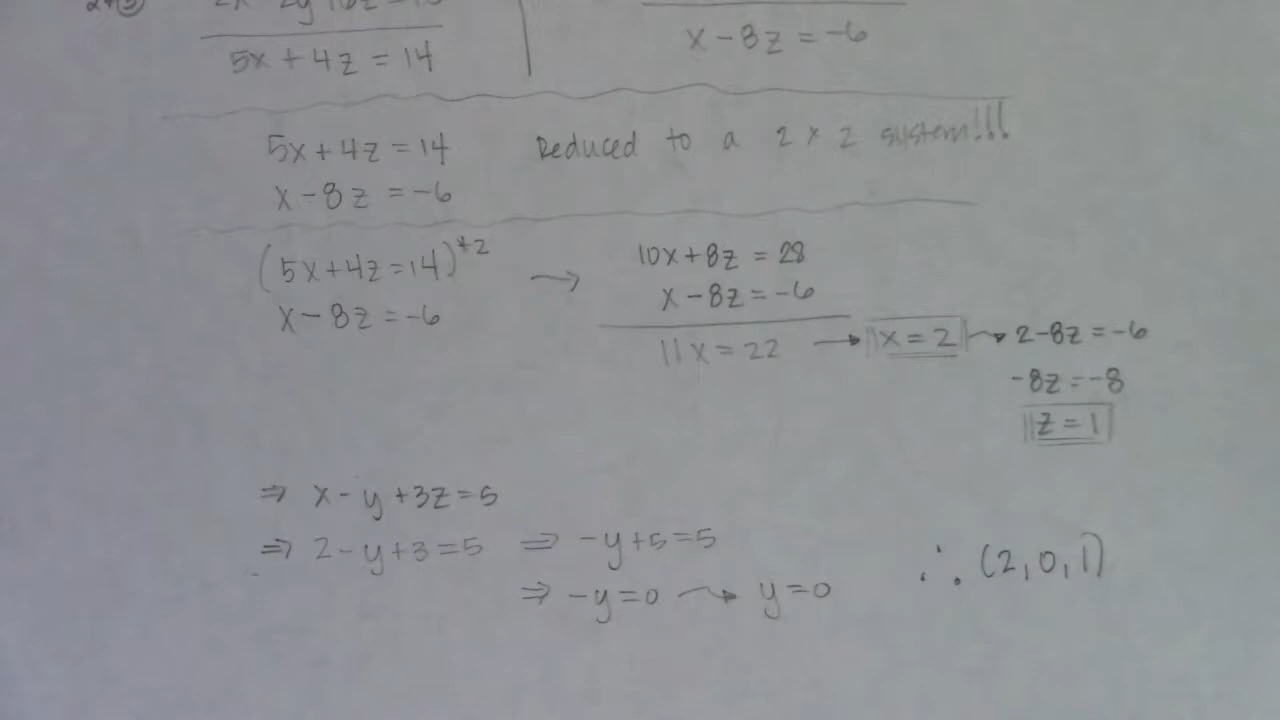 5x + 4z = 14
x - 8z = -6
5x + 4z = 14 Reduced to a 2 x 2 system!!!
x - 8z = -6
(5x + 4z = 14)*2 → 10x + 8z = 28
x - 8z = -6 x - 8z = -6
11x = 22 → x = 2 → 2 - 8z = -6
-8z = -8
z = 1
⇒ x - y + 3z = 5
⇒ 2 - y + 3 = 5 ⇒ -y + 5 = 5
⇒ -y = 0 → y = 0
∴ (2, 0, 1)